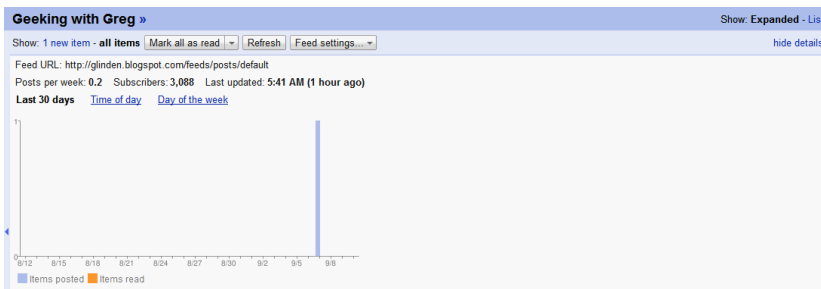 Geeking with Greg »
Show: Expanded - Lis
Show: 1 new item - all items Mark all as read Refresh Feed settings...
hide details
Feed URL: http://glinden.blogspot.com/feeds/posts/default
Posts per week: 0.2 Subscribers: 3,088 Last updated: 5:41 AM (1 hour ago)
Last 30 days Time of day Day of the week
1
0
8/12 8/15 8/18 8/21 8/24 8/27 8/30 9/2 9/5 9/8
Items posted Items read